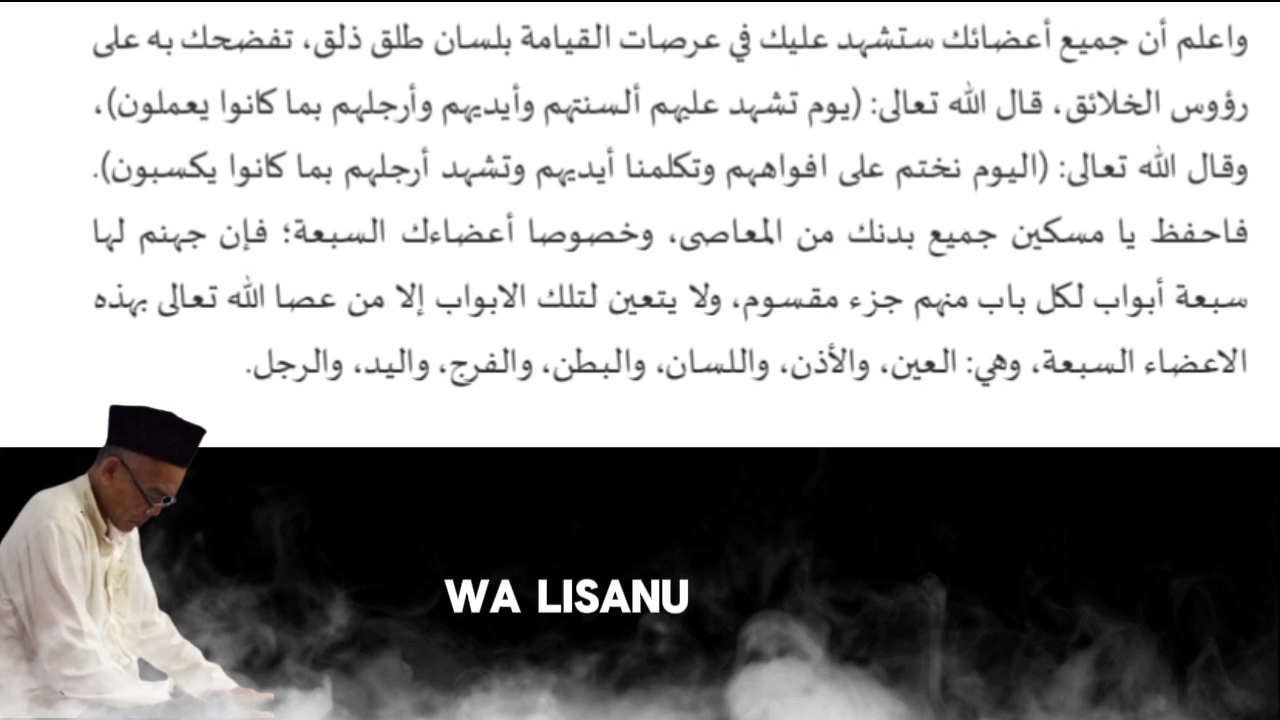 واعلم أن جميع أعضائك ستشهد عليك في عرصات القيامة بلسان طلق ذلق، تفضحك به على
رؤوس الخلائق، قال الله تعالى: (يوم تشهد عليهم ألسنتهم وأيديهم وأرجلهم بما كانوا يعملون)،
وقال الله تعالى: (اليوم نختم على افواههم وتكلمنا أيديهم وتشهد أرجلهم بما كانوا يكسبون).
فاحفظ يا مسكين جميع بدنك من المعاصى، وخصوصا أعضاءك السبعة؛ فإن جهنم لها
سبعة أبواب لكل باب منهم جزء مقسوم، ولا يتعين لتلك الابواب إلا من عصا الله تعالى بهذه
الاعضاء السبعة، وهي: العين، والأذن، واللسان، والبطن، والفرج، واليد، والرجل.
WA LISANU